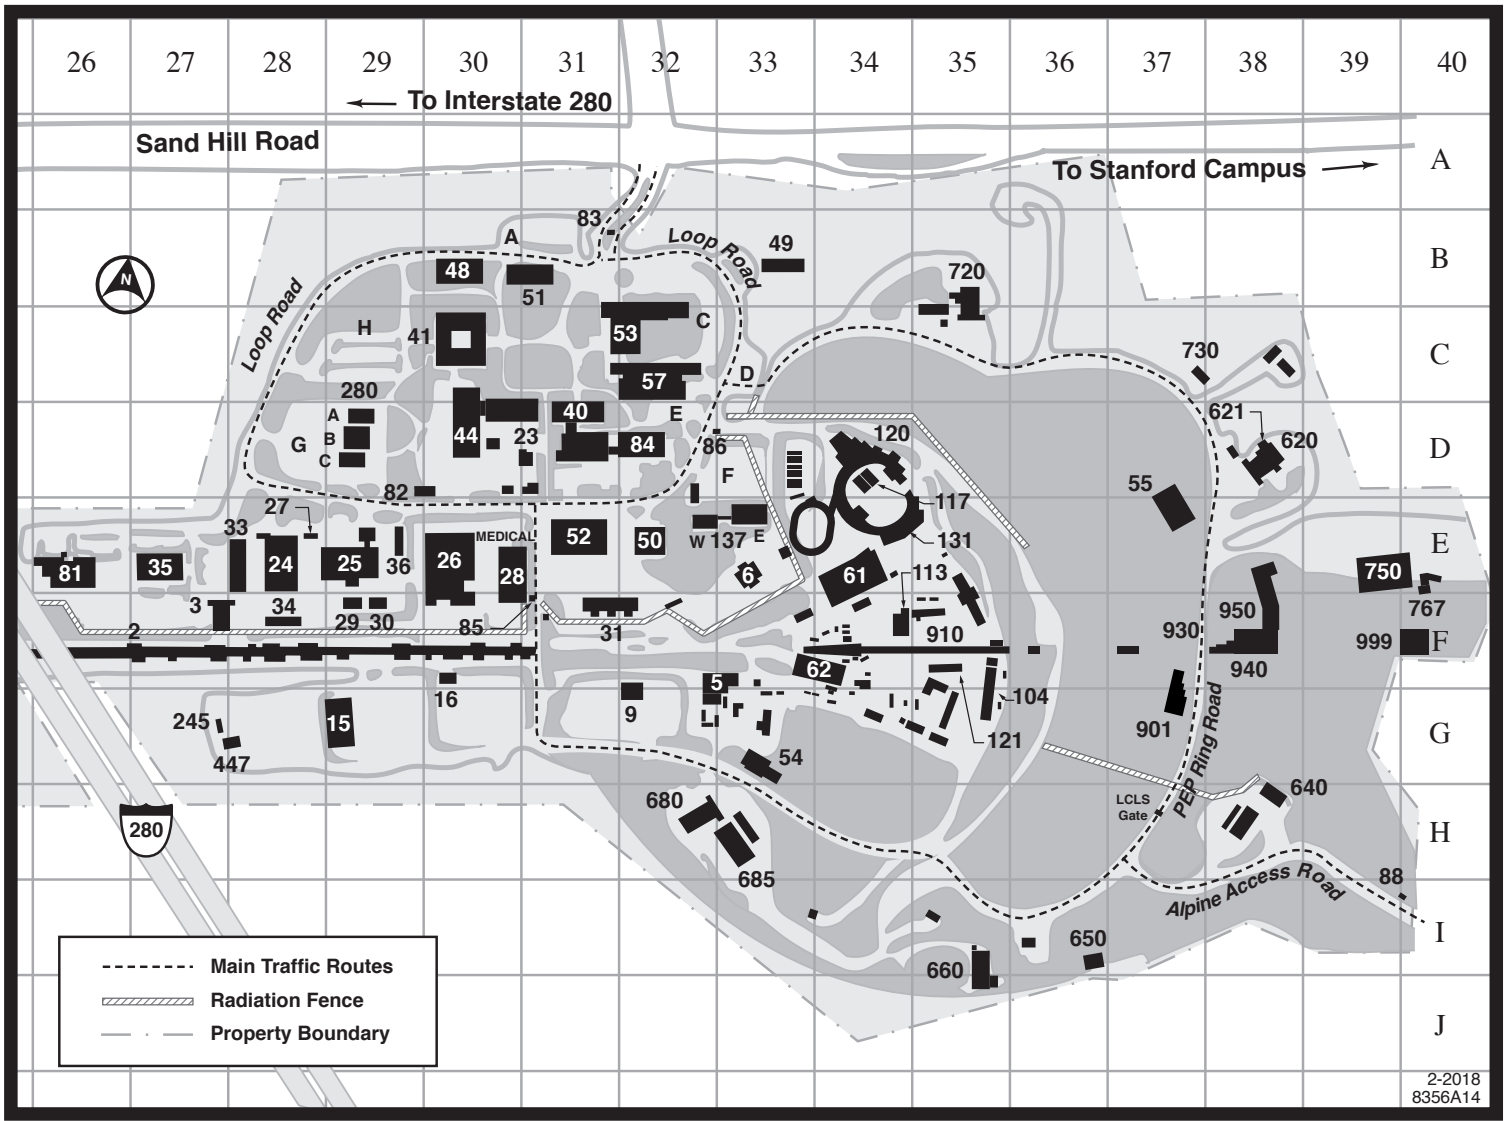 26 27 28 29 30 31 32 33 34 35 36 37 38 39 40
To Interstate 280
Sand Hill Road
A
To Stanford Campus
83
A
Loop Road
49
B
48
51
720
Loop Road
H
41
53
C
730
C
57
D
280
A
40
E
621
44
23
84
86
120
620
G
B
D
C
F
82
55
117
27
33
MEDICAL
52
50
W 137 E
131
E
81
35
24
25
36
26
28
6
61
113
750
3
34
29 30
85
31
950
767
2
910
930
999
F
62
940
16
5
104
245
15
9
901
G
121
447
54
PEP Ring Road
680
LCLS
Gate
640
280
H
685
88
Alpine Access Road
650
I
660
Main Traffic Routes
Radiation Fence
Property Boundary
J
2-2018
8356A14
N